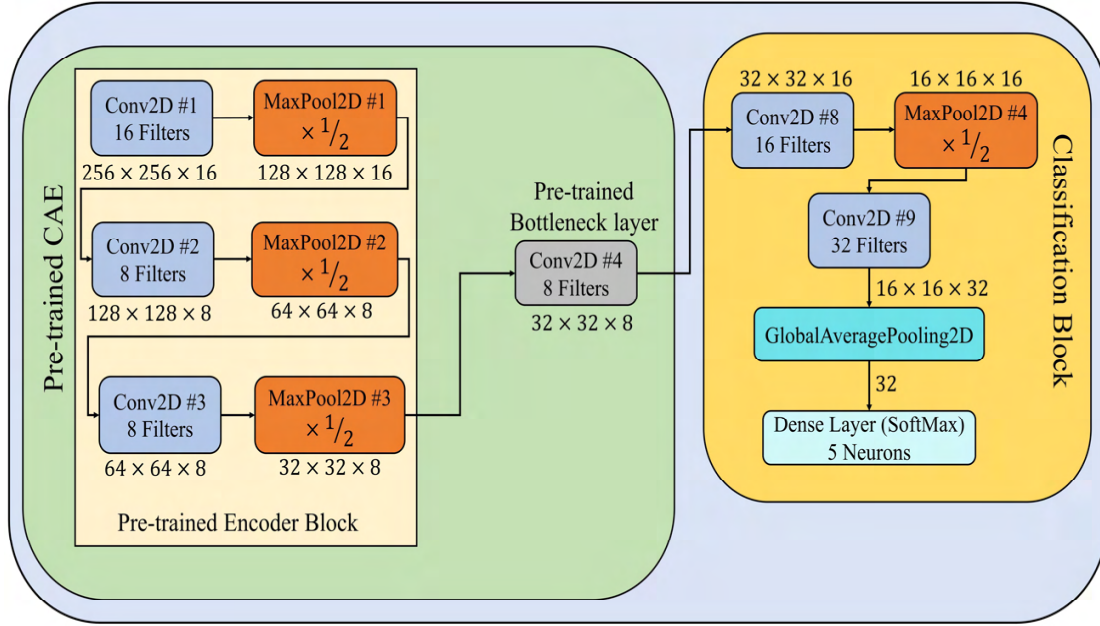 Pre-trained CAE
Conv2D #1
16 Filters
256 × 256 × 16
MaxPool2D #1
× 1/2
128 × 128 × 16
Conv2D #2
8 Filters
128 × 128 × 8
MaxPool2D #2
× 1/2
64 × 64 × 8
Conv2D #3
8 Filters
64 × 64 × 8
MaxPool2D #3
× 1/2
32 × 32 × 8
Pre-trained Encoder Block
Pre-trained
Bottleneck layer
Conv2D #4
8 Filters
32 × 32 × 8
32 × 32 × 16
Conv2D #8
16 Filters
16 × 16 × 16
MaxPool2D #4
× 1/2
Conv2D #9
32 Filters
16 × 16 × 32
GlobalAveragePooling2D
32
Dense Layer (SoftMax)
5 Neurons
Classification Block